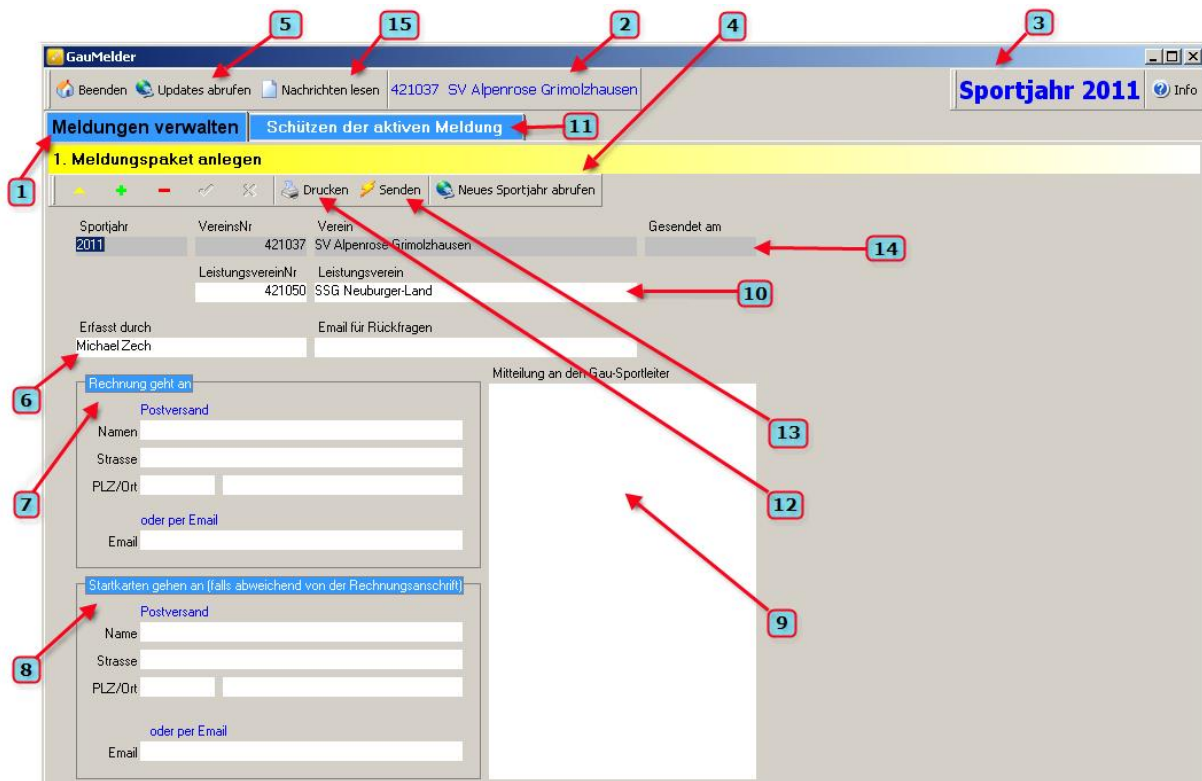 5 15 2 4 3
GauMelder
Beenden Updates abrufen Nachrichten lesen 421037 SV Alpenrose Grimolzhausen Sportjahr 2011 Info
Meldungen verwalten Schützen der aktiven Meldung 11
1. Meldungspaket anlegen
1
Drucken Senden Neues Sportjahr abrufen
Sportjahr VereinsNr Verein Gesendet am
2011 421037 SV Alpenrose Grimolzhausen 14
LeistungsvereinNr Leistungsverein
421050 SSG Neuburger-Land 10
Erfasst durch Email für Rückfragen
Michael Zech
6
Mitteilung an den Gau-Sportleiter
Rechnung geht an
Postversand
Namen
13
Strasse
PLZ/Ort
7 12
oder per Email
Email
Startkarten gehen an (falls abweichend von der Rechnungsanschrift)
Postversand
Name
9
Strasse
8
PLZ/Ort
oder per Email
Email